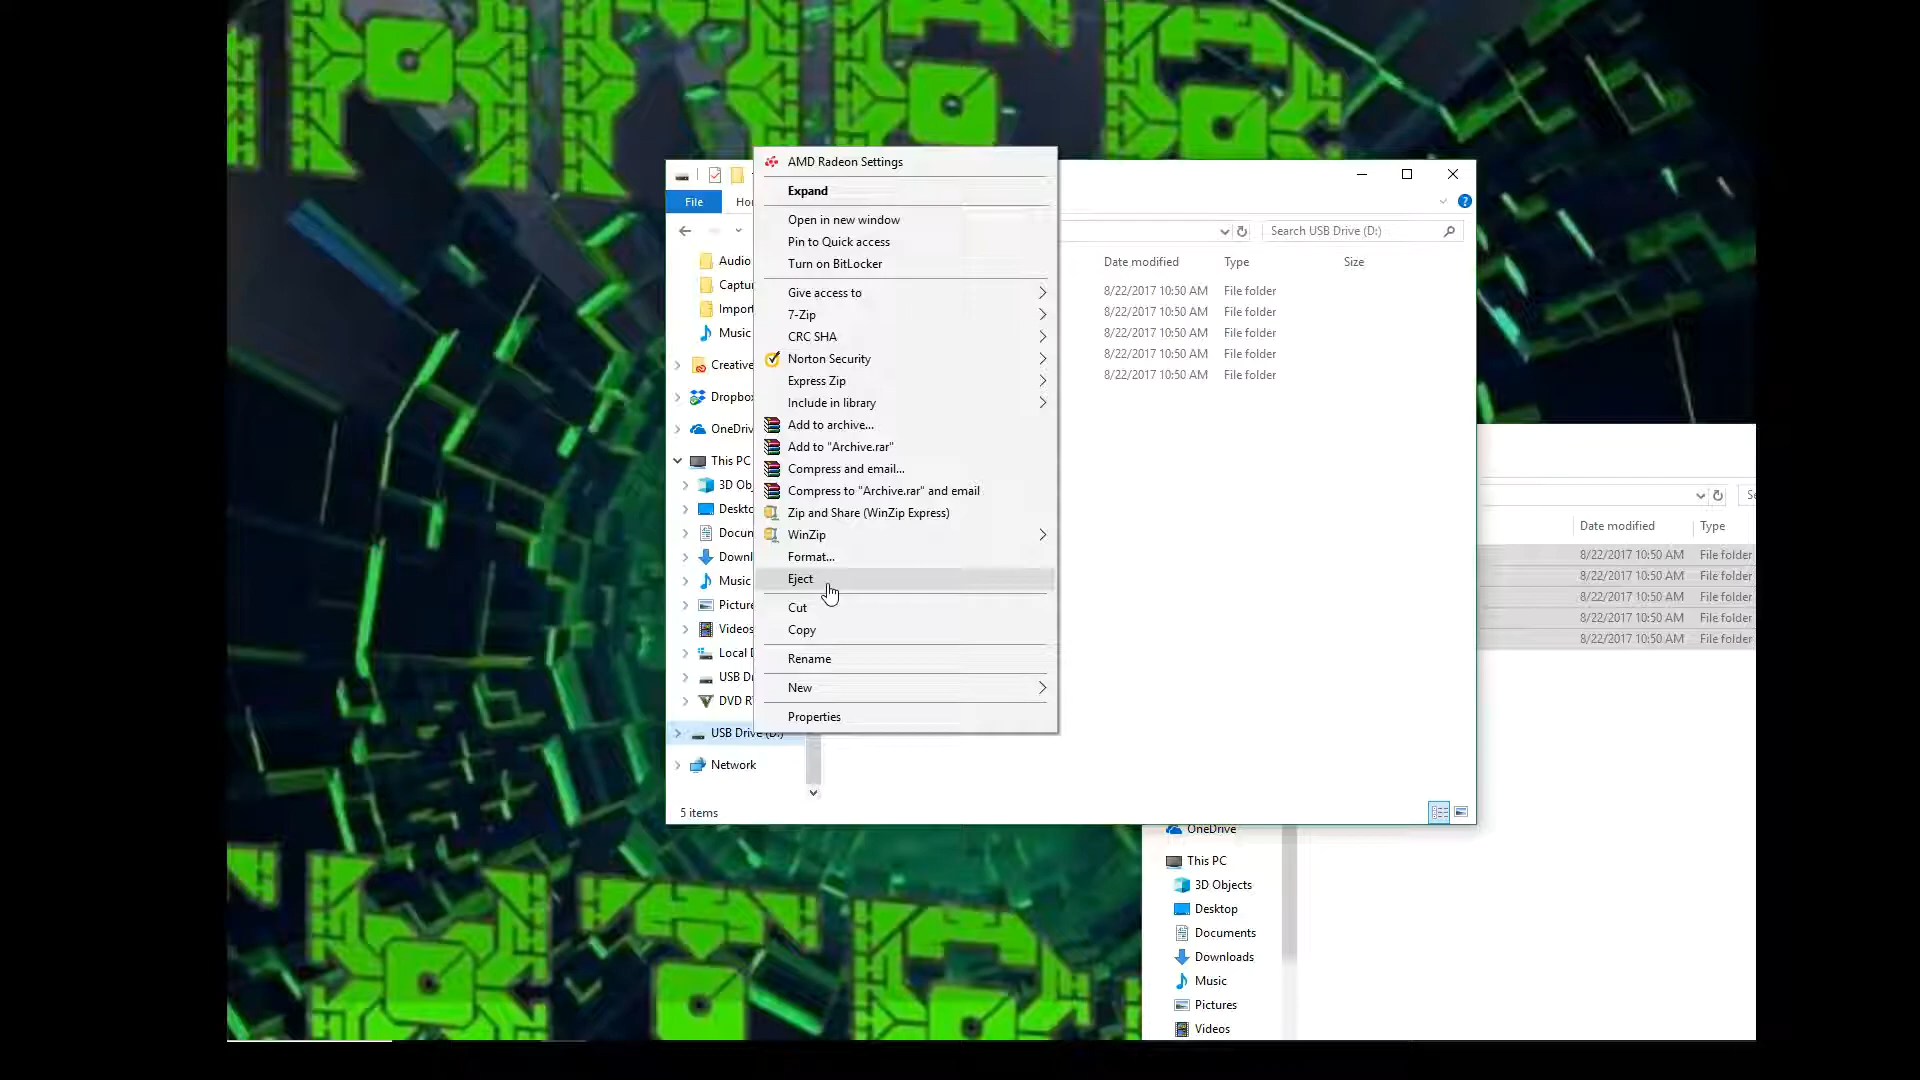 AMD Radeon Settings
Expand
Open in new window
Pin to Quick access
Turn on BitLocker
Give access to
7-Zip
CRC SHA
Norton Security
Express Zip
Include in library
Add to archive...
Add to "Archive.rar"
Compress and email...
Compress to "Archive.rar" and email
Zip and Share (WinZip Express)
WinZip
Format...
Eject
Cut
Copy
Rename
New
Properties
File
Search USB Drive (D:)
Date modified Type Size
8/22/2017 10:50 AM File folder
8/22/2017 10:50 AM File folder
8/22/2017 10:50 AM File folder
8/22/2017 10:50 AM File folder
8/22/2017 10:50 AM File folder
Audio
Captu
Import
Music
Creative
Dropbo
OneDriv
This PC
3D Obj
Deskto
Docun
Downl
Music
Picture
Videos
Local D
USB Dr
DVD R
USB Drive (D:)
Network
5 items
Date modified Type
8/22/2017 10:50 AM File folder
8/22/2017 10:50 AM File folder
8/22/2017 10:50 AM File folder
8/22/2017 10:50 AM File folder
8/22/2017 10:50 AM File folder
OneDrive
This PC
3D Objects
Desktop
Documents
Downloads
Music
Pictures
Videos